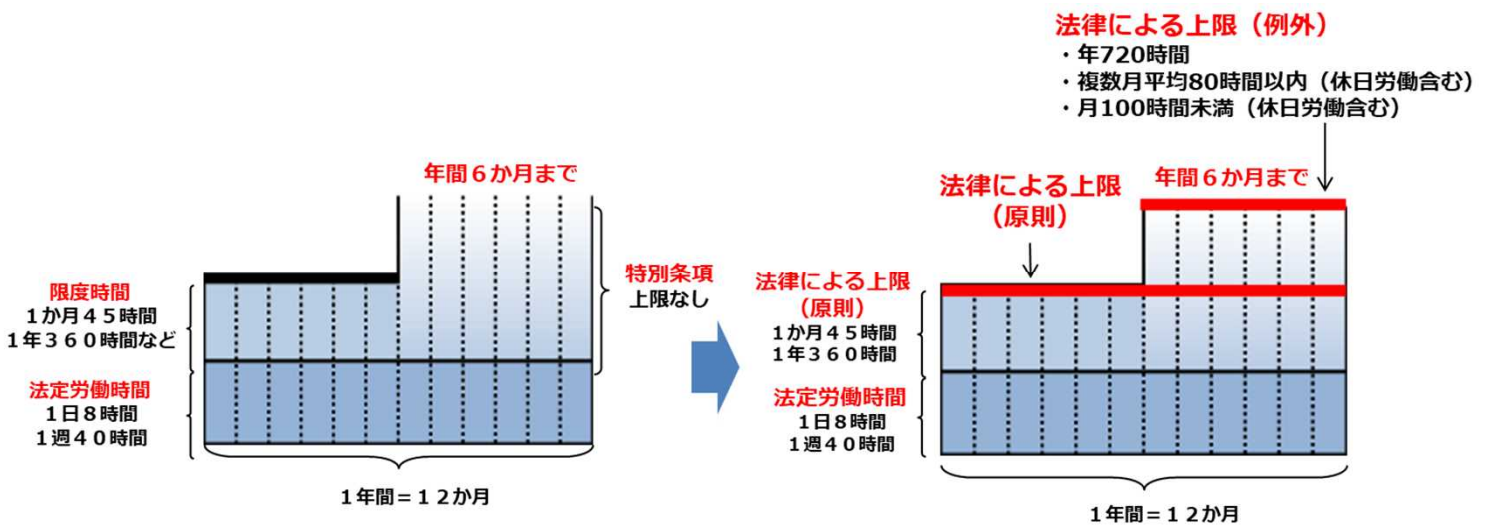 年間６か月まで
限度時間
１か月４５時間
１年３６０時間など
法定労働時間
１日８時間
１週４０時間
特別条項
上限なし
１年間＝１２か月
法律による上限（例外）
・年720時間
・複数月平均80時間以内（休日労働含む）
・月100時間未満（休日労働含む）
法律による上限
（原則）
年間６か月まで
法律による上限
（原則）
１か月４５時間
１年３６０時間
法定労働時間
１日８時間
１週４０時間
１年間＝１２か月